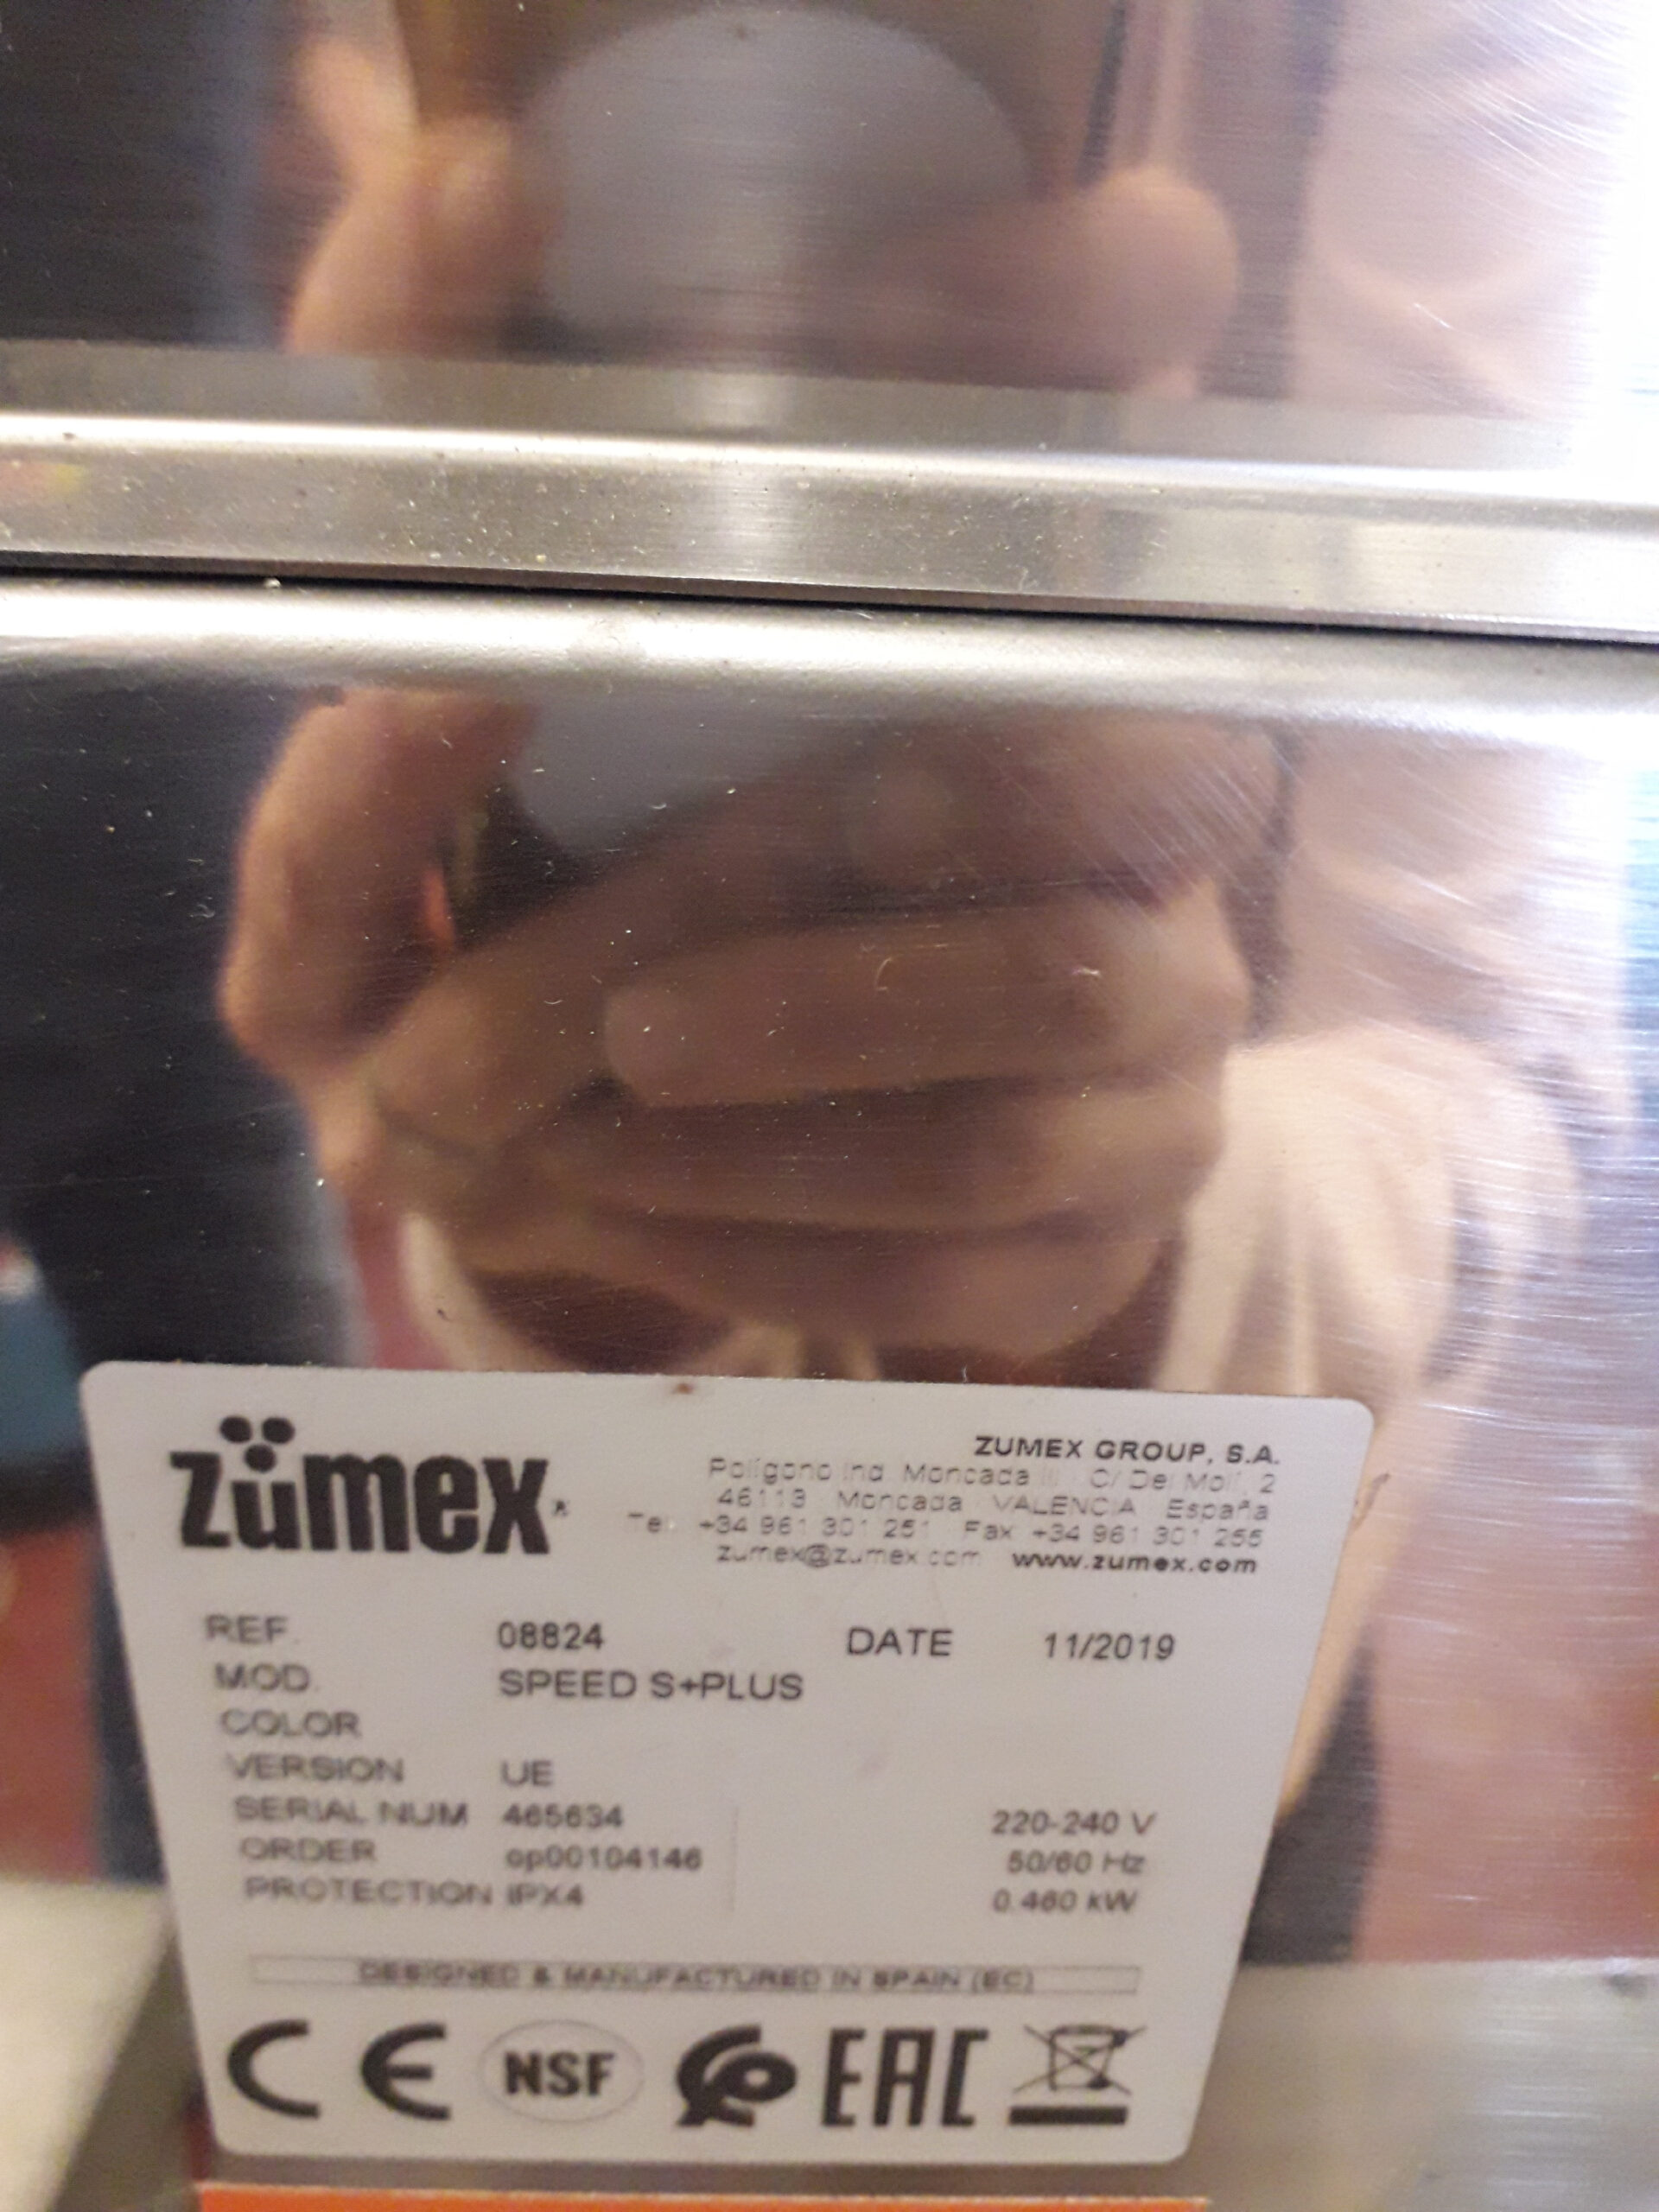 zümex®
ZUMEX GROUP, S.A.
Polígono Ind. Moncada III C/ Del Molí, 2
46113 Moncada VALENCIA España
Tel. +34 961 301 251 Fax +34 961 301 255
zumex@zumex.com www.zumex.com
REF. 08824 DATE 11/2019
MOD. SPEED S+PLUS
COLOR
VERSION UE
SERIAL NUM 465634 220-240 V
ORDER op00104146 50/60 Hz
PROTECTION IPX4 0.460 kW
DESIGNED & MANUFACTURED IN SPAIN (EC)
CE NSF EAC